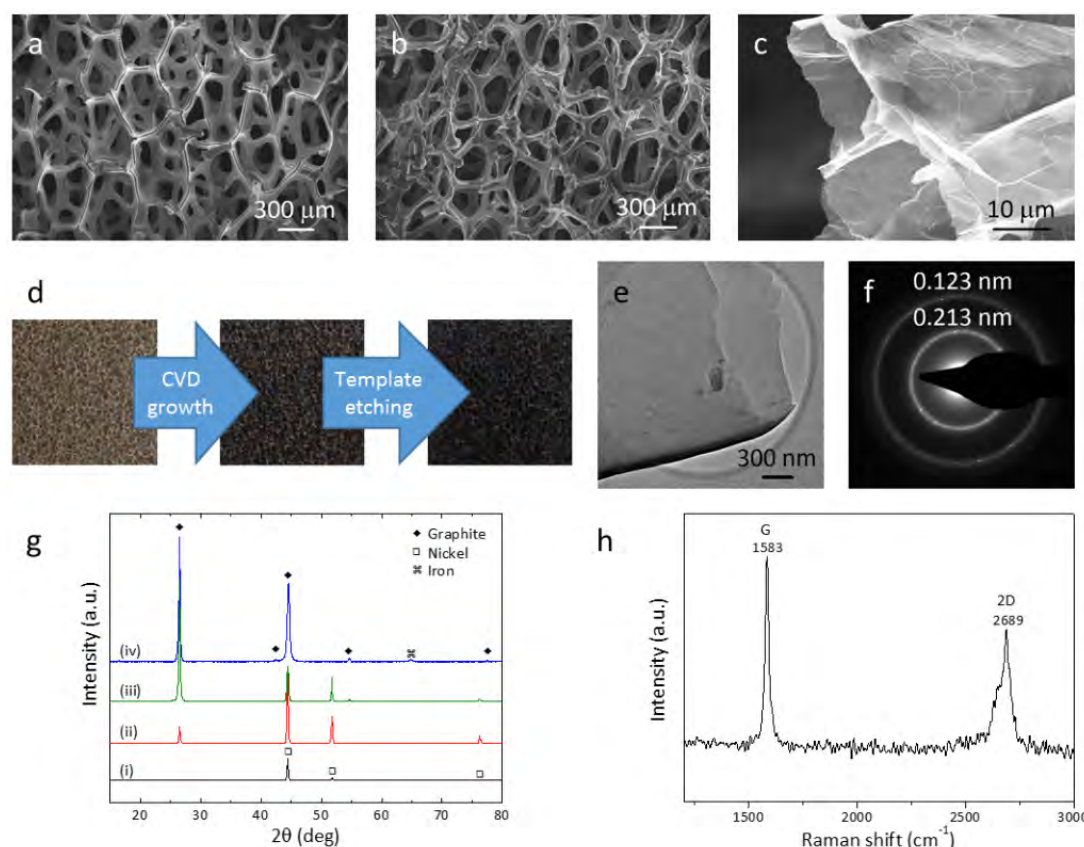 a
300 μm
b
300 μm
c
10 μm
d
CVD
growth
Template
etching
e
300 nm
f
0.123 nm
0.213 nm
g
Graphite
Nickel
Iron
(iv)
(iii)
(ii)
(i)
Intensity (a.u.)
20 30 40 50 60 70 80
2θ (deg)
h
G
1583
2D
2689
Intensity (a.u.)
1500 2000 2500 3000
Raman shift (cm⁻¹)